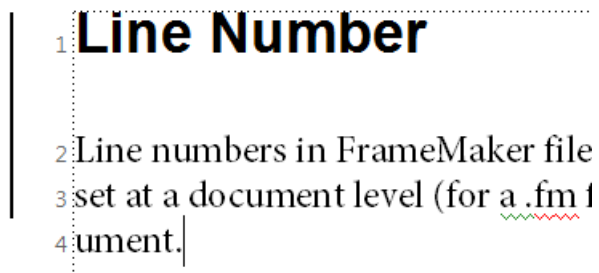 1 Line Number
2 Line numbers in FrameMaker file
3 set at a document level (for a .fm
4 ument.